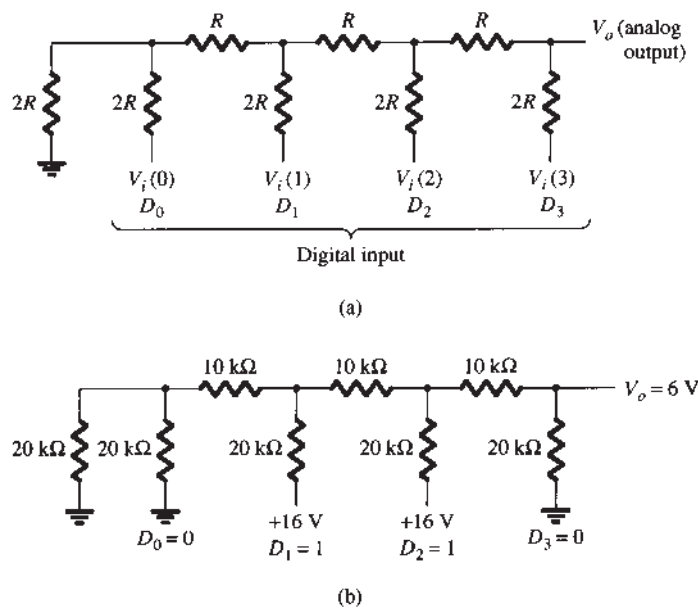 R R R V_o (analog
output)
2R 2R 2R 2R 2R
V_i (0) V_i (1) V_i (2) V_i (3)
D_0 D_1 D_2 D_3
Digital input
(a)
10 kΩ 10 kΩ 10 kΩ
V_o = 6 V
20 kΩ 20 kΩ 20 kΩ 20 kΩ 20 kΩ
+16 V +16 V
D_0 = 0 D_1 = 1 D_2 = 1 D_3 = 0
(b)